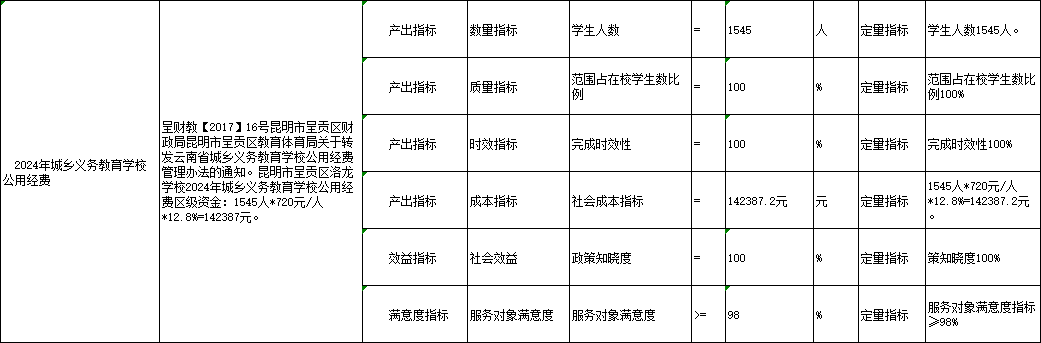 2024年城乡义务教育学校
公用经费
呈财教【2017】16号昆明市呈贡区财
政局昆明市呈贡区教育体育局关于转
发云南省城乡义务教育学校公用经费
管理办法的通知。昆明市呈贡区洛龙
学校2024年城乡义务教育学校公用经
费区级资金：1545人*720元/人
*12.8%=142387元。
产出指标 数量指标 学生人数 = 1545 人 定量指标 学生人数1545人。
产出指标 质量指标 范围占在校学生数比 = 100 % 定量指标 范围占在校学生数比
例 例100%
产出指标 时效指标 完成时效性 = 100 % 定量指标 完成时效性100%
产出指标 成本指标 社会成本指标 = 142387.2元 元 定量指标 1545人*720元/人
*12.8%=142387.2元
。
效益指标 社会效益 政策知晓度 = 100 % 定量指标 策知晓度100%
满意度指标 服务对象满意度 服务对象满意度 >= 98 % 定量指标 服务对象满意度指标
≥98%